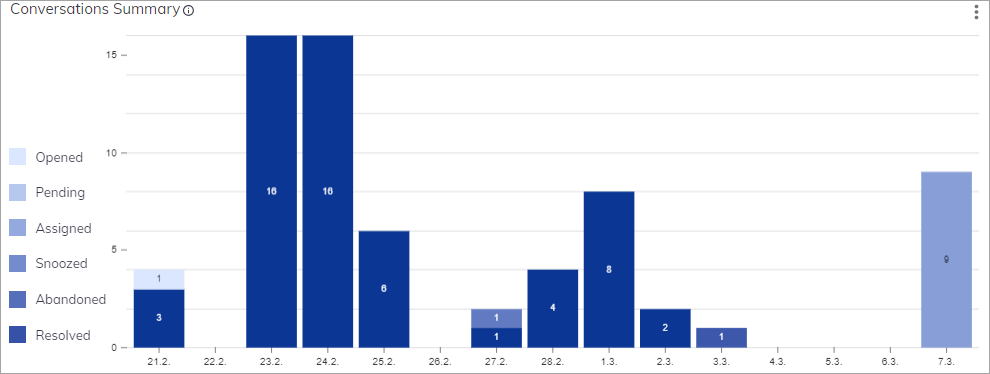 Conversations Summary
15
10
5
0
Opened
Pending
Assigned
Snoozed
Abandoned
Resolved
1
3
16
16
6
1
1
4
8
2
1
9
21.2. 22.2. 23.2. 24.2. 25.2. 26.2. 27.2. 28.2. 1.3. 2.3. 3.3. 4.3. 5.3. 6.3. 7.3.